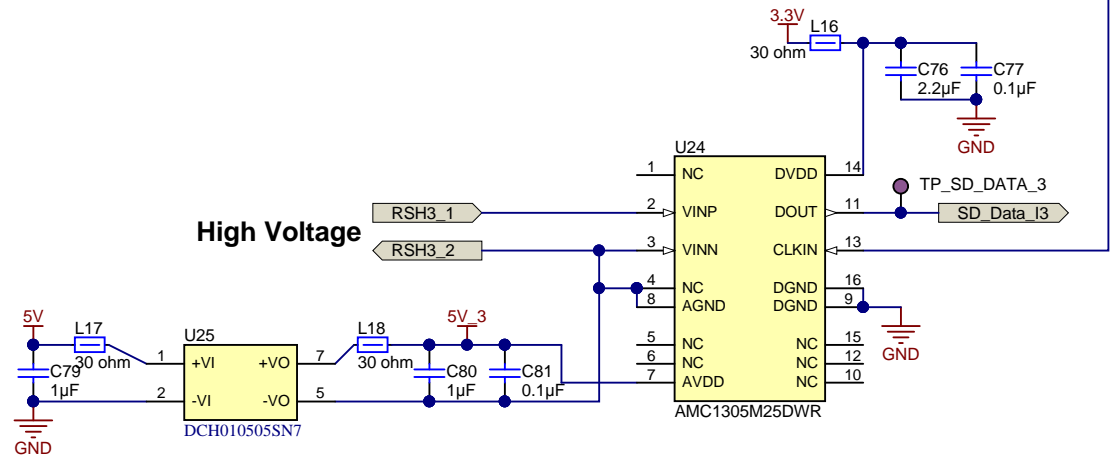 3.3V
L16
30 ohm
C76
2.2µF
C77
0.1µF
GND
U24
1 NC DVDD 14
TP_SD_DATA_3
RSH3_1
2 VINP DOUT 11
SD_Data_I3
High Voltage
RSH3_2
3 VINN CLKIN 13
4 NC DGND 16
8 AGND DGND 9
GND
5 NC NC 15
6 NC NC 12
7 AVDD NC 10
AMC1305M25DWR
5V
L17
30 ohm
C79
1µF
GND
U25
1 +VI +VO 7
2 -VI -VO 5
DCH010505SN7
L18
30 ohm
5V_3
C80
1µF
C81
0.1µF